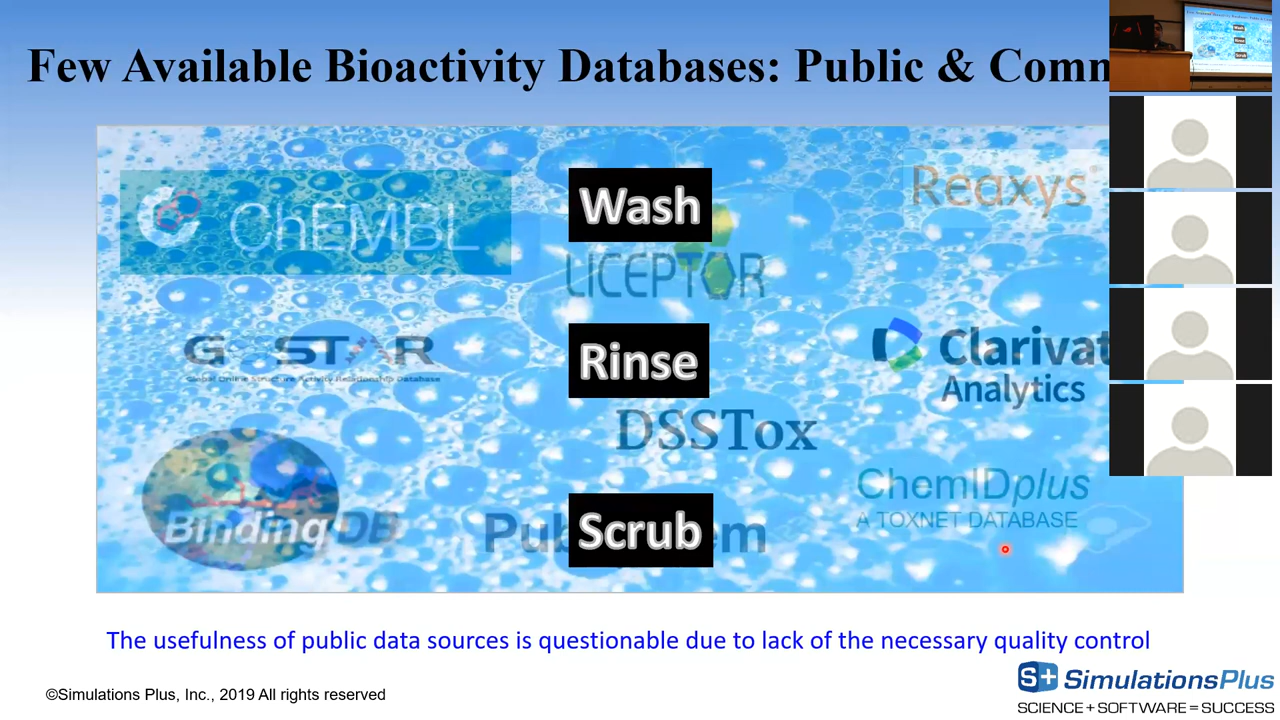 Few Available Bioactivity Databases: Public & Comm
Wash
Reaxys
ChEMBL
LICEPTOR
GOSTAR
Global Online Structure Activity Relationship Database
Rinse
Clarivat
Analytics
DSSTox
ChemIDplus
A TOXNET DATABASE
BindingDB
Pub em
Scrub
The usefulness of public data sources is questionable due to lack of the necessary quality control
©Simulations Plus, Inc., 2019 All rights reserved
S+ SimulationsPlus
SCIENCE + SOFTWARE = SUCCESS